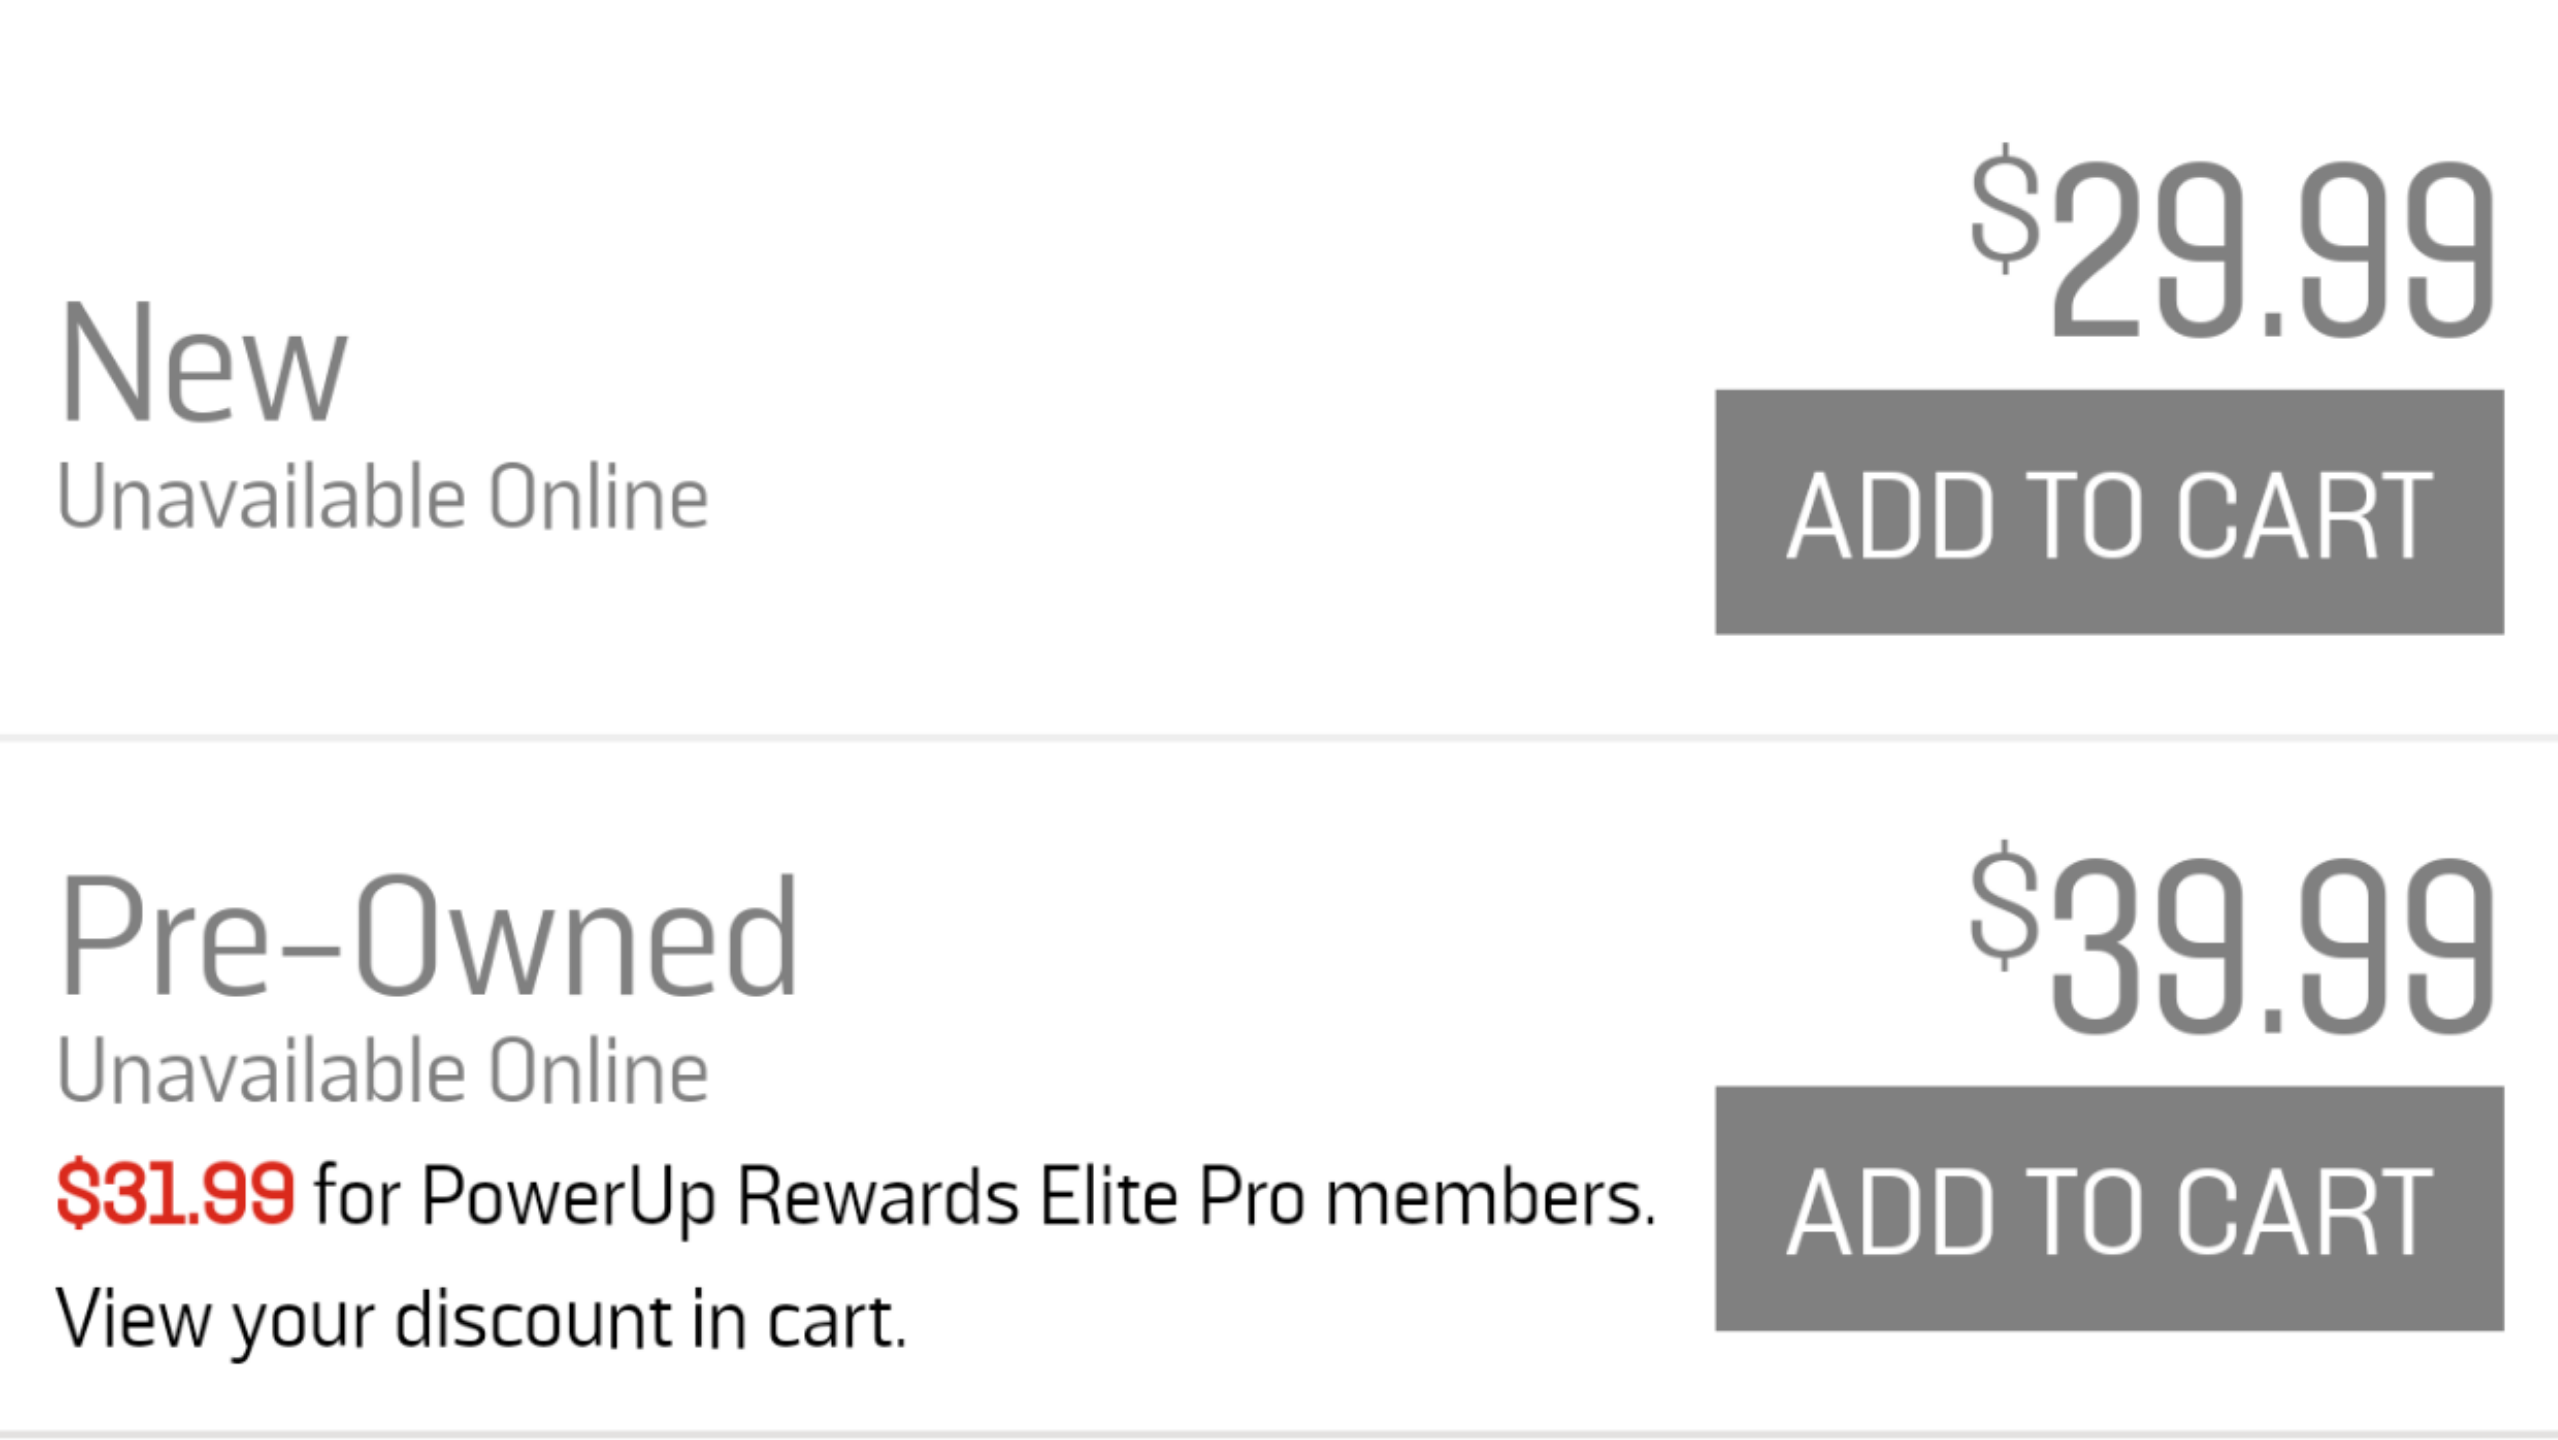 $29.99
New
Unavailable Online
ADD TO CART
$39.99
Pre-Owned
Unavailable Online
$31.99 for PowerUp Rewards Elite Pro members.
View your discount in cart.
ADD TO CART